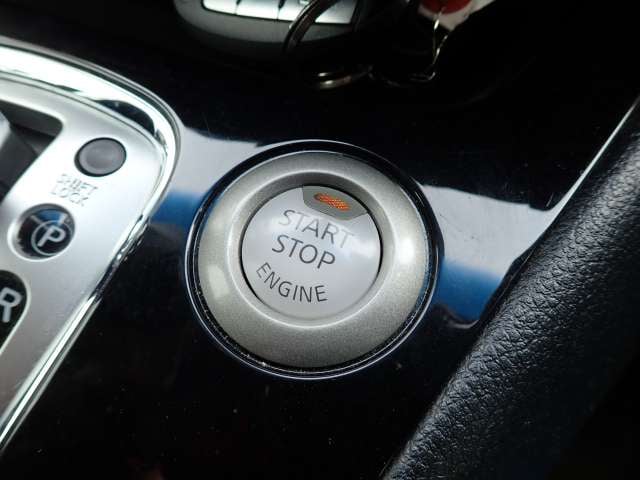 SHIFT
LOCK
P
R
START
STOP
ENGINE